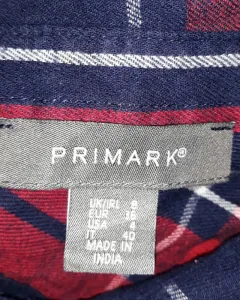 PRIMARK®
UK/IRL 8
EUR 36
USA 4
IT 40
MADE IN
INDIA